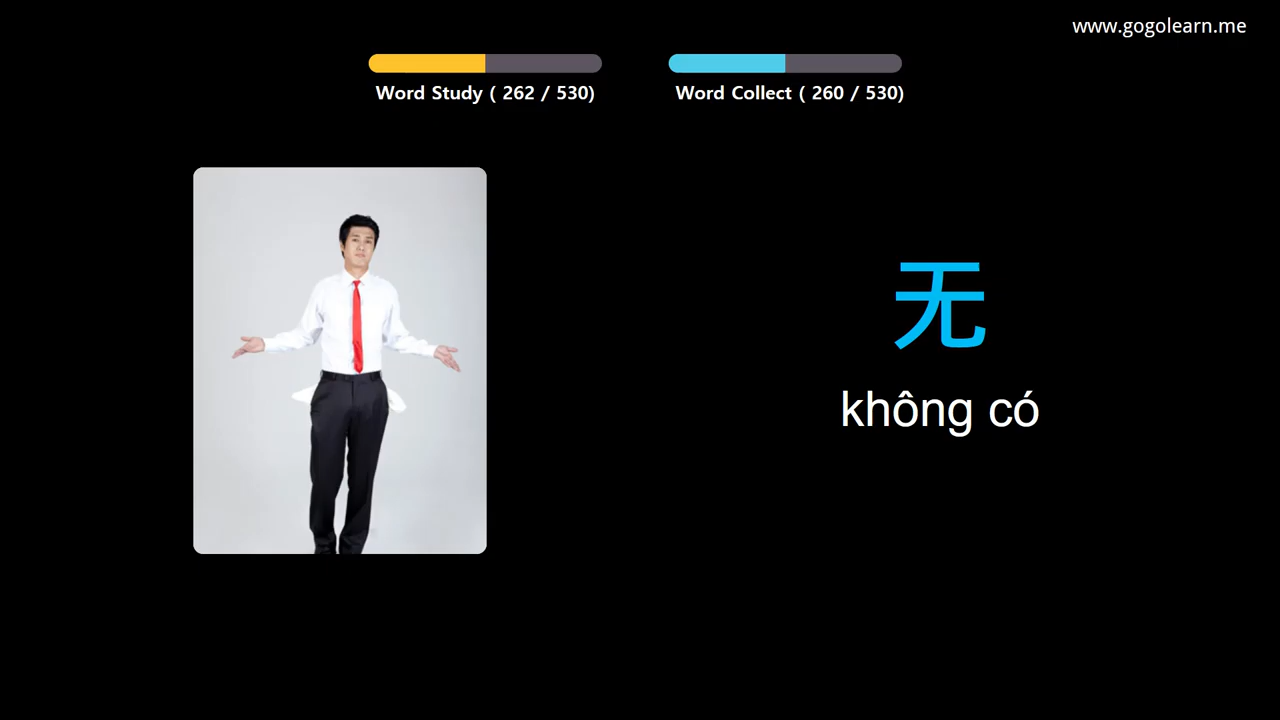 www.gogolearn.me
Word Study ( 262 / 530)
Word Collect ( 260 / 530)
无
không có